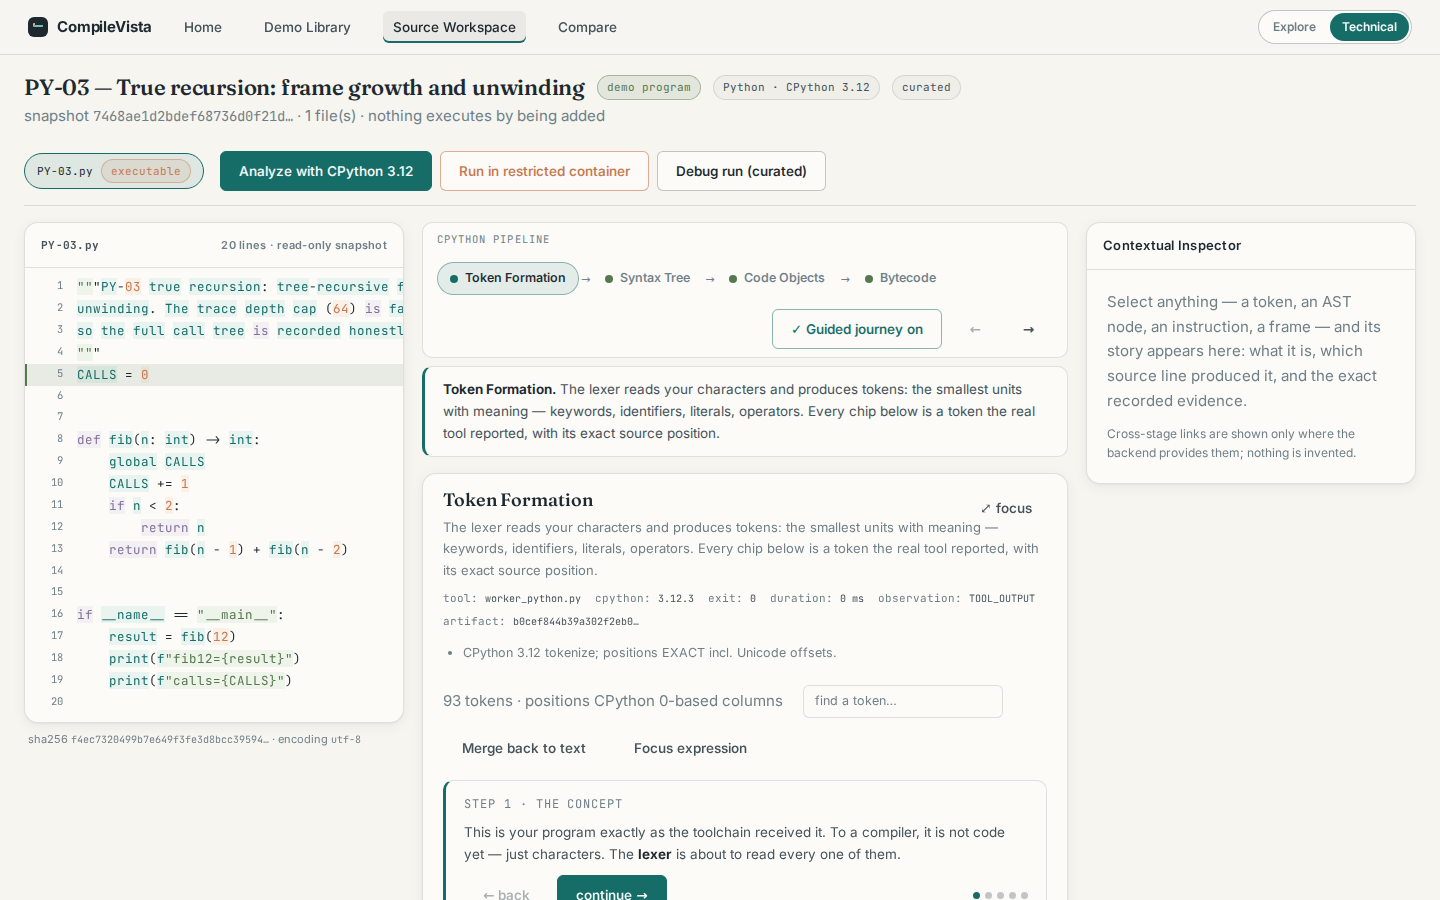 CompileVista
Home
Demo Library
Source Workspace
Compare
Explore
Technical
PY-03 — True recursion: frame growth and unwinding
demo program
Python · CPython 3.12
curated
snapshot 7468ae1d2bdef68736d0f21d… · 1 file(s) · nothing executes by being added
PY-03.py
executable
Analyze with CPython 3.12
Run in restricted container
Debug run (curated)
PY-03.py
20 lines · read-only snapshot
1 """PY-03 true recursion: tree-recursive f
2 unwinding. The trace depth cap (64) is fa
3 so the full call tree is recorded honestl
4 """
5 CALLS = 0
6
7
8 def fib(n: int) -> int:
9 global CALLS
10 CALLS += 1
11 if n < 2:
12 return n
13 return fib(n - 1) + fib(n - 2)
14
15
16 if __name__ == "__main__":
17 result = fib(12)
18 print(f"fib12={result}")
19 print(f"calls={CALLS}")
20
sha256 f4ec7320499b7e649f3fe3d8bcc39594… · encoding utf-8
CPYTHON PIPELINE
Token Formation → Syntax Tree → Code Objects → Bytecode
✓ Guided journey on
← →
Token Formation. The lexer reads your characters and produces tokens: the smallest units
with meaning — keywords, identifiers, literals, operators. Every chip below is a token the real
tool reported, with its exact source position.
Token Formation
⤢ focus
The lexer reads your characters and produces tokens: the smallest units with meaning —
keywords, identifiers, literals, operators. Every chip below is a token the real tool reported, with
its exact source position.
tool: worker_python.py cpython: 3.12.3 exit: 0 duration: 0 ms observation: TOOL_OUTPUT
artifact: b0cef844b39a302f2eb0…
• CPython 3.12 tokenize; positions EXACT incl. Unicode offsets.
93 tokens · positions CPython 0-based columns
find a token…
Merge back to text
Focus expression
STEP 1 · THE CONCEPT
This is your program exactly as the toolchain received it. To a compiler, it is not code
yet — just characters. The lexer is about to read every one of them.
← back
continue →
Contextual Inspector
Select anything — a token, an AST
node, an instruction, a frame — and its
story appears here: what it is, which
source line produced it, and the exact
recorded evidence.
Cross-stage links are shown only where the
backend provides them; nothing is invented.